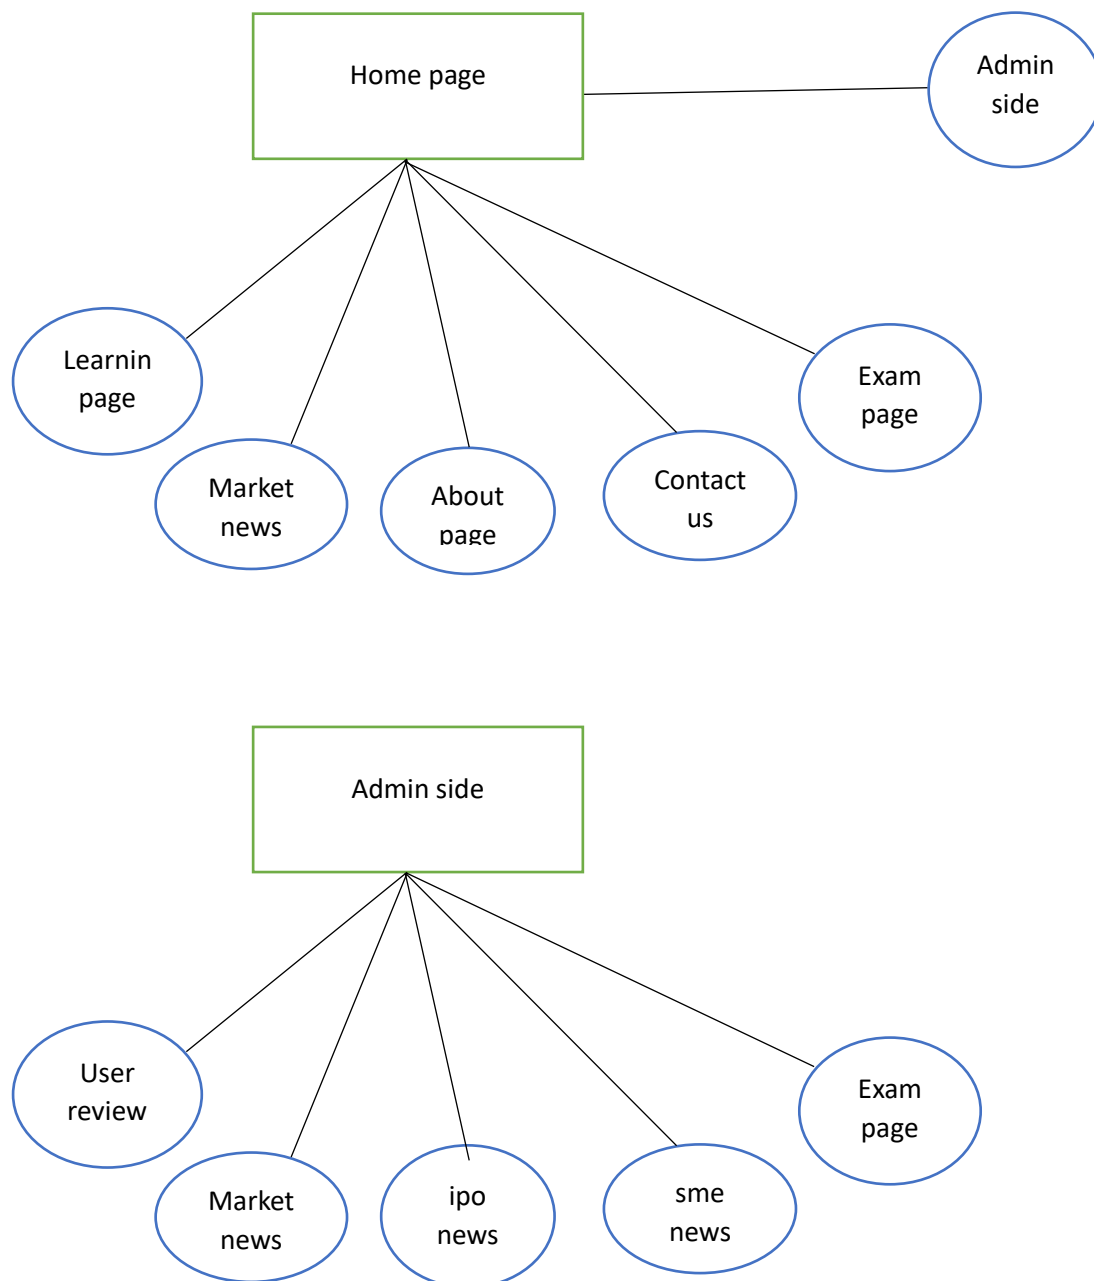 Home page
Admin
side
Learnin
page
Market
news
About
page
Contact
us
Exam
page
Admin side
User
review
Market
news
ipo
news
sme
news
Exam
page